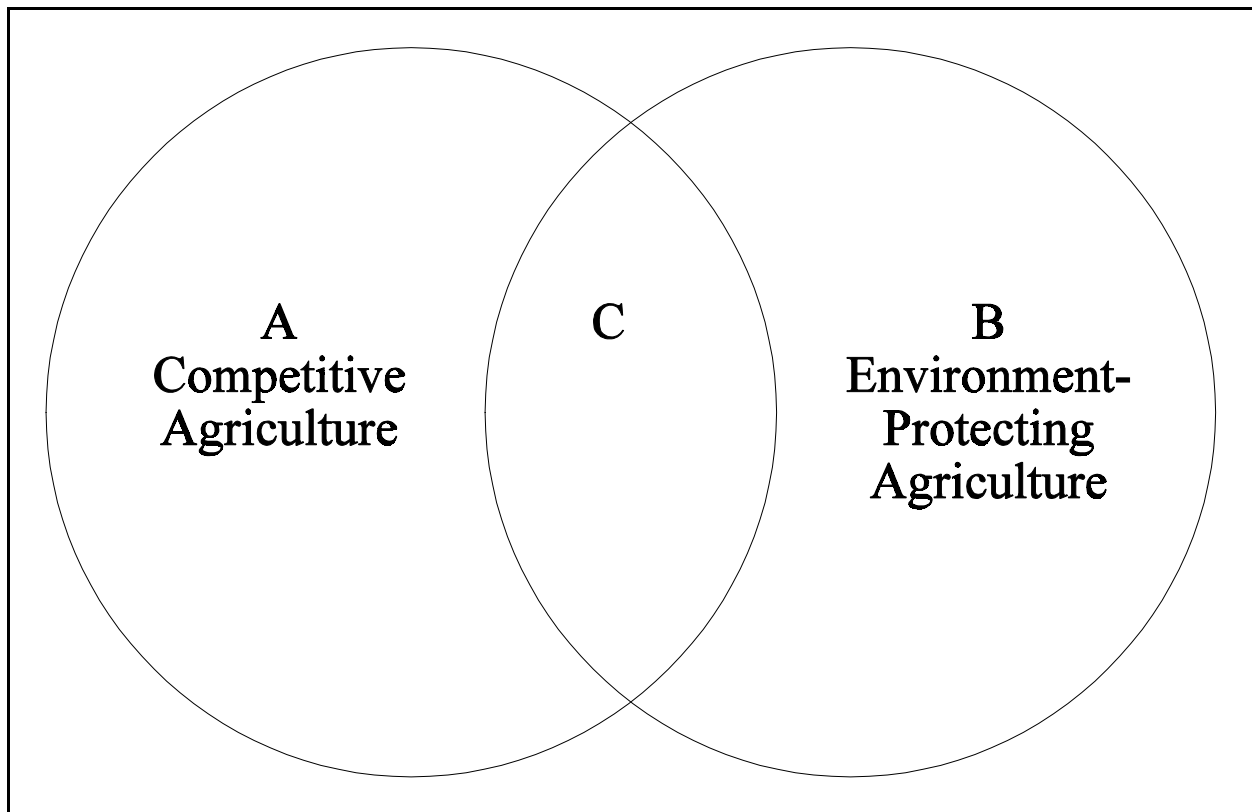 A
Competitive
Agriculture
C
B
Environment-
Protecting
Agriculture